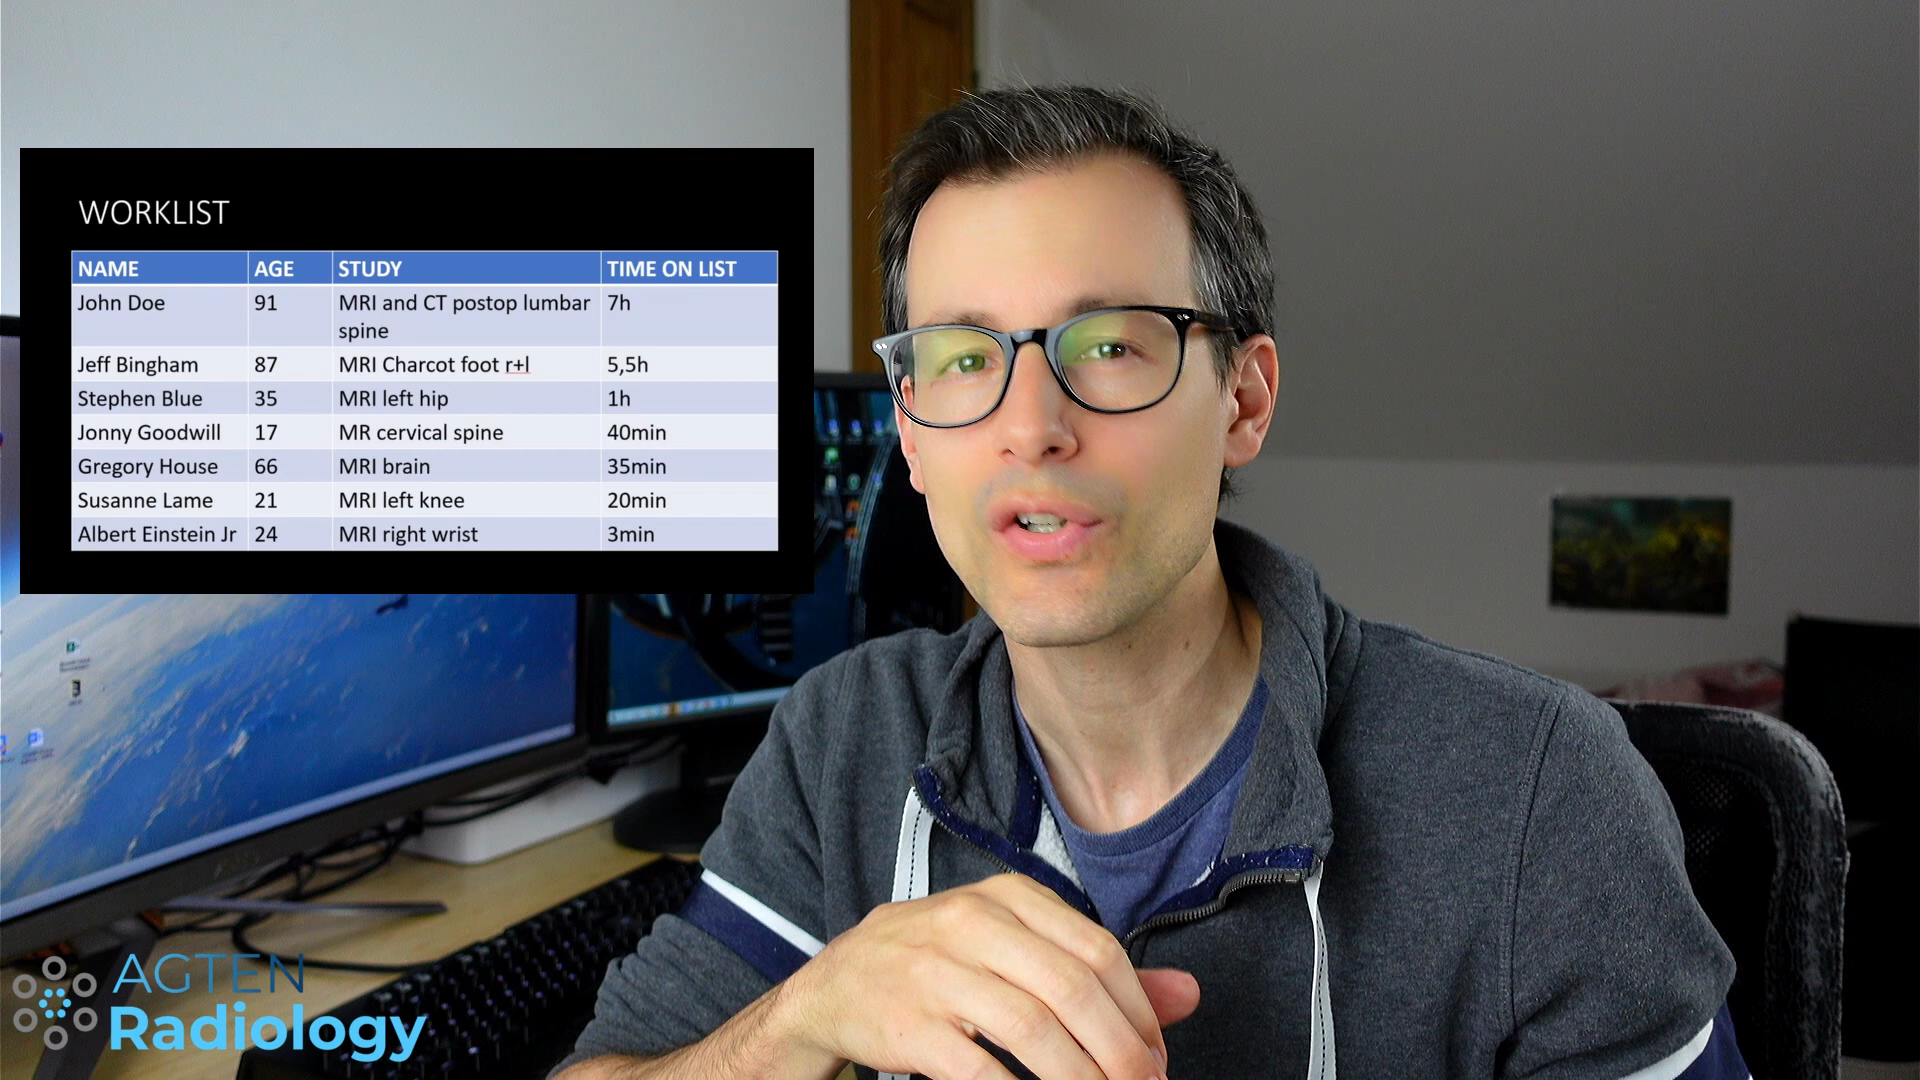 WORKLIST
NAME AGE STUDY TIME ON LIST
John Doe 91 MRI and CT postop lumbar spine 7h
Jeff Bingham 87 MRI Charcot foot r+l 5,5h
Stephen Blue 35 MRI left hip 1h
Jonny Goodwill 17 MR cervical spine 40min
Gregory House 66 MRI brain 35min
Susanne Lame 21 MRI left knee 20min
Albert Einstein Jr 24 MRI right wrist 3min
AGTEN
Radiology